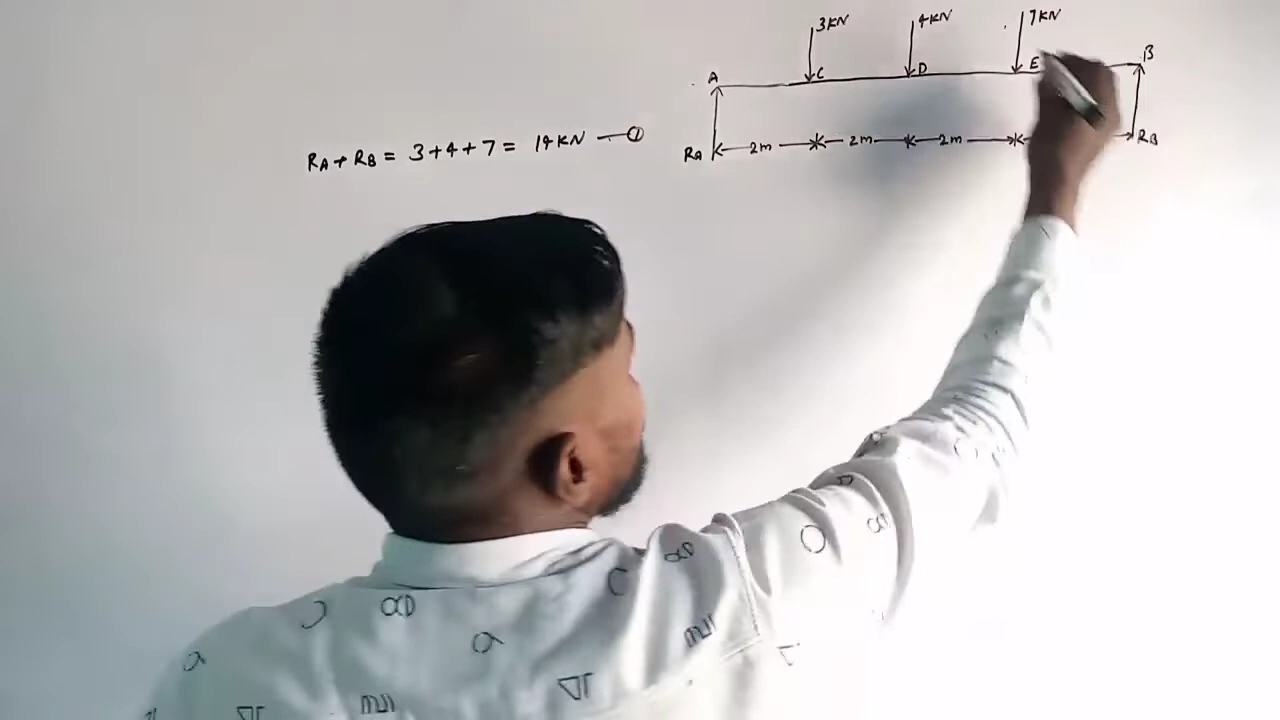 3KN 4KN 7KN
A C D E B
RA + RB = 3+4+7 = 14KN —①
RA 2m 2m 2m RB